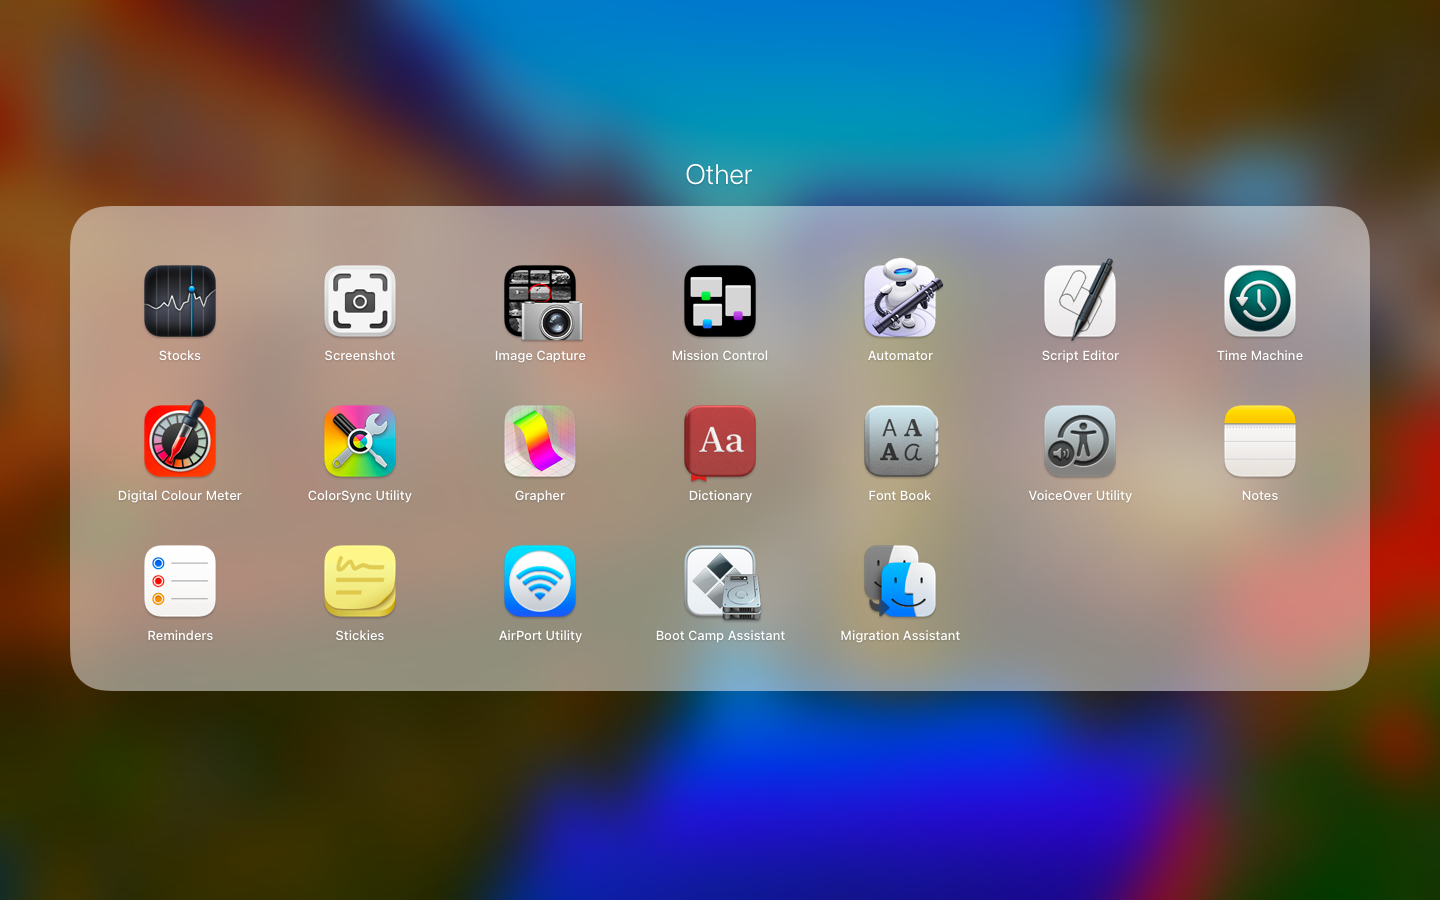 Other
Stocks
Screenshot
Image Capture
Mission Control
Automator
Script Editor
Time Machine
Digital Colour Meter
ColorSync Utility
Grapher
Aa
Dictionary
A A
A a
Font Book
VoiceOver Utility
Notes
Reminders
Stickies
AirPort Utility
Boot Camp Assistant
Migration Assistant